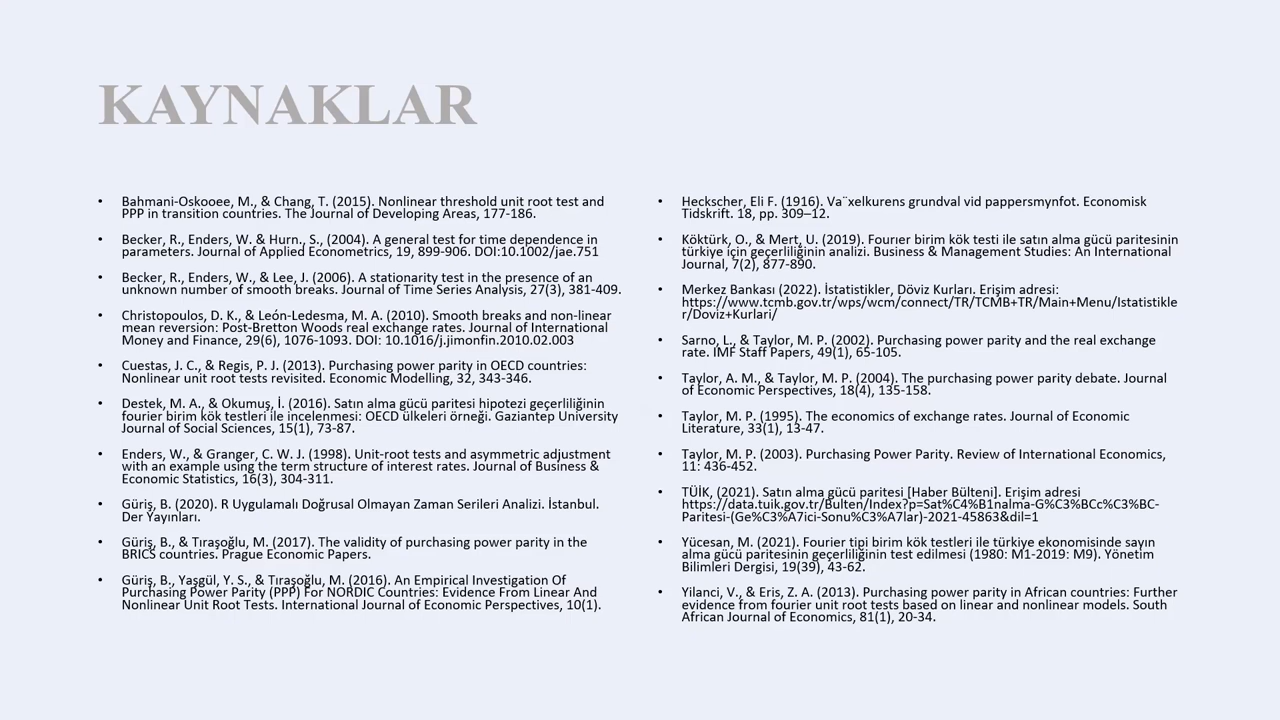 KAYNAKLAR
• Bahmani-Oskooee, M., & Chang, T. (2015). Nonlinear threshold unit root test and
PPP in transition countries. The Journal of Developing Areas, 177-186.
• Becker, R., Enders, W. & Hurn., S., (2004). A general test for time dependence in
parameters. Journal of Applied Econometrics, 19, 899-906. DOI:10.1002/jae.751
• Becker, R., Enders, W., & Lee, J. (2006). A stationarity test in the presence of an
unknown number of smooth breaks. Journal of Time Series Analysis, 27(3), 381-409.
• Christopoulos, D. K., & León-Ledesma, M. A. (2010). Smooth breaks and non-linear
mean reversion: Post-Bretton Woods real exchange rates. Journal of International
Money and Finance, 29(6), 1076-1093. DOI: 10.1016/j.jimonfin.2010.02.003
• Cuestas, J. C., & Regis, P. J. (2013). Purchasing power parity in OECD countries:
Nonlinear unit root tests revisited. Economic Modelling, 32, 343-346.
• Destek, M. A., & Okumuş, İ. (2016). Satın alma gücü paritesi hipotezi geçerliliğinin
fourier birim kök testleri ile incelenmesi: OECD ülkeleri örneği. Gaziantep University
Journal of Social Sciences, 15(1), 73-87.
• Enders, W., & Granger, C. W. J. (1998). Unit-root tests and asymmetric adjustment
with an example using the term structure of interest rates. Journal of Business &
Economic Statistics, 16(3), 304-311.
• Güriş, B. (2020). R Uygulamalı Doğrusal Olmayan Zaman Serileri Analizi. İstanbul.
Der Yayınları.
• Güriş, B., & Tıraşoğlu, M. (2017). The validity of purchasing power parity in the
BRICS countries. Prague Economic Papers.
• Güriş, B., Yaşgül, Y. S., & Tıraşoğlu, M. (2016). An Empirical Investigation Of
Purchasing Power Parity (PPP) For NORDIC Countries: Evidence From Linear And
Nonlinear Unit Root Tests. International Journal of Economic Perspectives, 10(1).
• Heckscher, Eli F. (1916). Va¨xelkurens grundval vid pappersmynfot. Economisk
Tidskrift. 18, pp. 309–12.
• Köktürk, O., & Mert, U. (2019). Fourıer birim kök testi ile satın alma gücü paritesinin
türkiye için geçerliliğinin analizi. Business & Management Studies: An International
Journal, 7(2), 877-890.
• Merkez Bankası (2022). İstatistikler, Döviz Kurları. Erişim adresi:
https://www.tcmb.gov.tr/wps/wcm/connect/TR/TCMB+TR/Main+Menu/Istatistikle
r/Doviz+Kurlari/
• Sarno, L., & Taylor, M. P. (2002). Purchasing power parity and the real exchange
rate. IMF Staff Papers, 49(1), 65-105.
• Taylor, A. M., & Taylor, M. P. (2004). The purchasing power parity debate. Journal
of Economic Perspectives, 18(4), 135-158.
• Taylor, M. P. (1995). The economics of exchange rates. Journal of Economic
Literature, 33(1), 13-47.
• Taylor, M. P. (2003). Purchasing Power Parity. Review of International Economics,
11: 436-452.
• TÜİK, (2021). Satın alma gücü paritesi [Haber Bülteni]. Erişim adresi
https://data.tuik.gov.tr/Bulten/Index?p=Sat%C4%B1nalma-G%C3%BCc%C3%BC-
Paritesi-(Ge%C3%A7ici-Sonu%C3%A7lar)-2021-45863&dil=1
• Yücesan, M. (2021). Fourier tipi birim kök testleri ile türkiye ekonomisinde sayın
alma gücü paritesinin geçerliliğinin test edilmesi (1980: M1-2019: M9). Yönetim
Bilimleri Dergisi, 19(39), 43-62.
• Yilanci, V., & Eris, Z. A. (2013). Purchasing power parity in African countries: Further
evidence from fourier unit root tests based on linear and nonlinear models. South
African Journal of Economics, 81(1), 20-34.